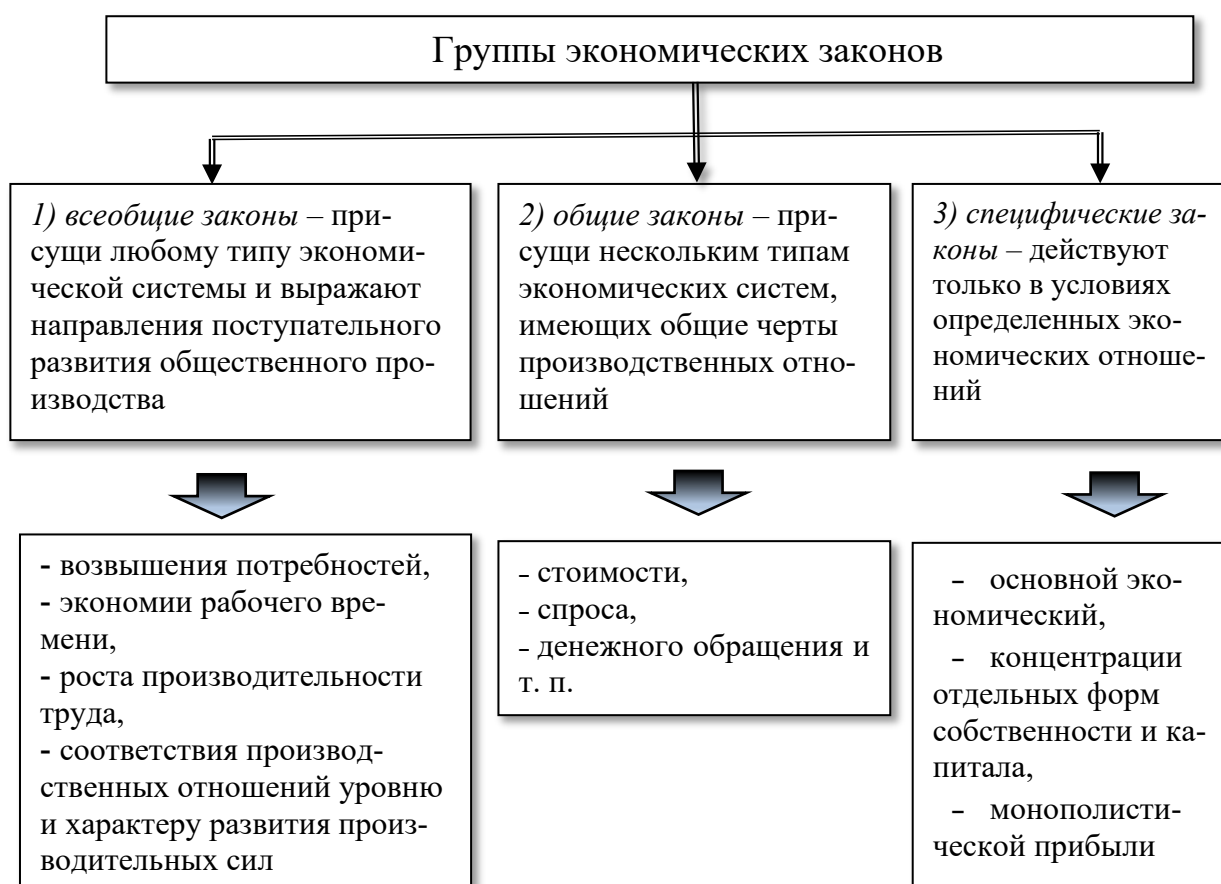 Группы экономических законов
1) всеобщие законы – при-
сущи любому типу экономи-
ческой системы и выражают
направления поступательного
развития общественного про-
изводства
2) общие законы – при-
сущи нескольким типам
экономических систем,
имеющих общие черты
производственных отно-
шений
3) специфические за-
коны – действуют
только в условиях
определенных эко-
номических отноше-
ний
- возвышения потребностей,
- экономии рабочего вре-
мени,
- роста производительности
труда,
- соответствия производ-
ственных отношений уровню
и характеру развития произ-
водительных сил
- стоимости,
- спроса,
- денежного обращения и
т. п.
- основной эко-
номический,
- концентрации
отдельных форм
собственности и ка-
питала,
- монополисти-
ческой прибыли